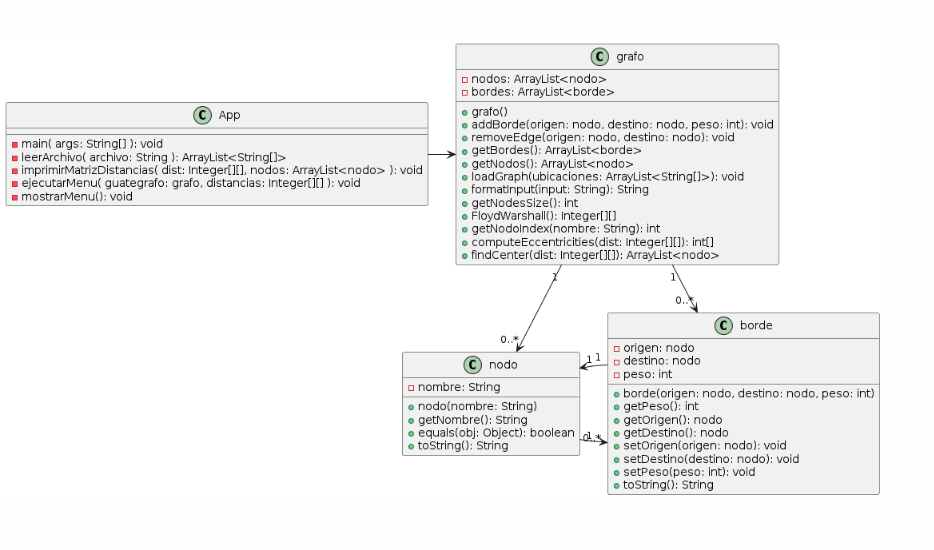 C App
main( args: String[] ): void
leerArchivo( archivo: String ): ArrayList<String[]>
imprimirMatrizDistancias( dist: Integer[][], nodos: ArrayList<nodo> ): void
ejecutarMenu( guategrafo: grafo, distancias: Integer[][] ): void
mostrarMenu(): void
C grafo
nodos: ArrayList<nodo>
bordes: ArrayList<borde>
grafo()
addBorde(origen: nodo, destino: nodo, peso: int): void
removeEdge(origen: nodo, destino: nodo): void
getBordes(): ArrayList<borde>
getNodos(): ArrayList<nodo>
loadGraph(ubicaciones: ArrayList<String[]>): void
formatInput(input: String): String
getNodesSize(): int
FloydWarshall(): Integer[][]
getNodoIndex(nombre: String): int
computeEccentricities(dist: Integer[][]): int[]
findCenter(dist: Integer[][]): ArrayList<nodo>
1
1
0..*
0..*
C nodo
nombre: String
nodo(nombre: String)
getNombre(): String
equals(obj: Object): boolean
toString(): String
1 1
1
0..*
C borde
origen: nodo
destino: nodo
peso: int
borde(origen: nodo, destino: nodo, peso: int)
getPeso(): int
getOrigen(): nodo
getDestino(): nodo
setOrigen(origen: nodo): void
setDestino(destino: nodo): void
setPeso(peso: int): void
toString(): String